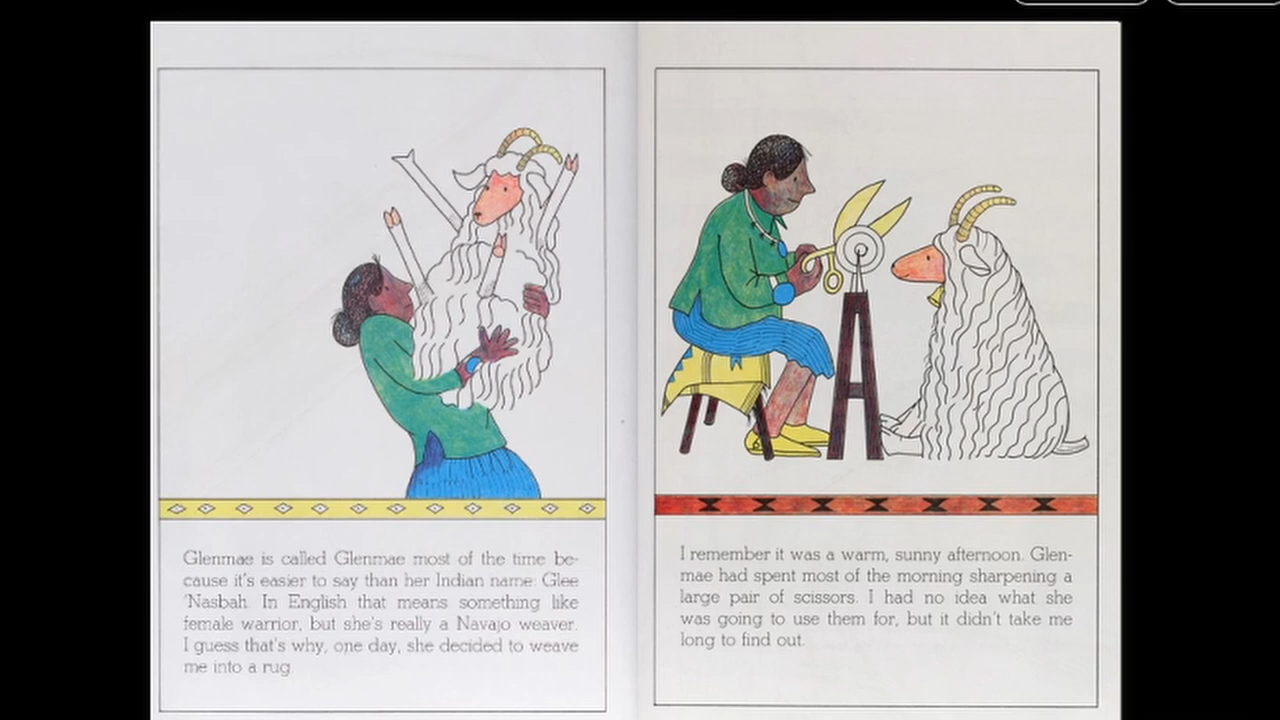 Glenmae is called Glenmae most of the time be-
cause it's easier to say than her Indian name: Glee
'Nasbah. In English that means something like
female warrior, but she's really a Navajo weaver.
I guess that's why, one day, she decided to weave
me into a rug.
I remember it was a warm, sunny afternoon. Glen-
mae had spent most of the morning sharpening a
large pair of scissors. I had no idea what she
was going to use them for, but it didn't take me
long to find out.